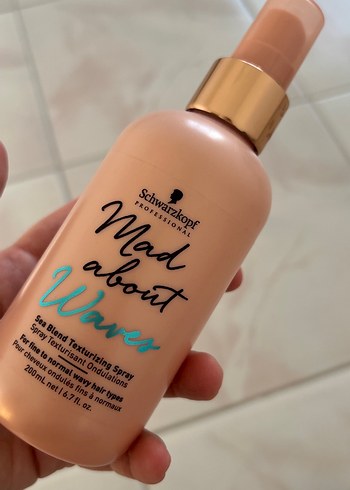 Schwarzkopf
PROFESSIONAL
Mad
about
Waves
Sea Blend Texturizing Spray
Spray Texturisant Ondulations
For fine to normal wavy hair types
Pour cheveux ondulés fins à normaux
200mL net | 6.7 fl. oz.